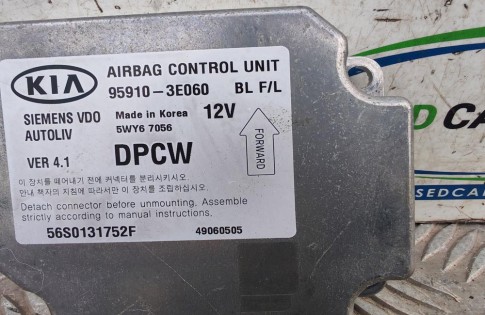 KIA
AIRBAG CONTROL UNIT
95910-3E060 BL F/L
SIEMENS VDO
AUTOLIV
Made in Korea
5WY6 7056
12V
VER 4.1
DPCW
FORWARD
이 장치를 떼어내기 전에 커넥터를 분리시키시오.
안내 책자의 지침에 따라서만 이 장치를 조립하시오.
Detach connector before unmounting. Assemble
strictly according to manual instructions.
56S0131752F 49060505
D CA
SEDCA